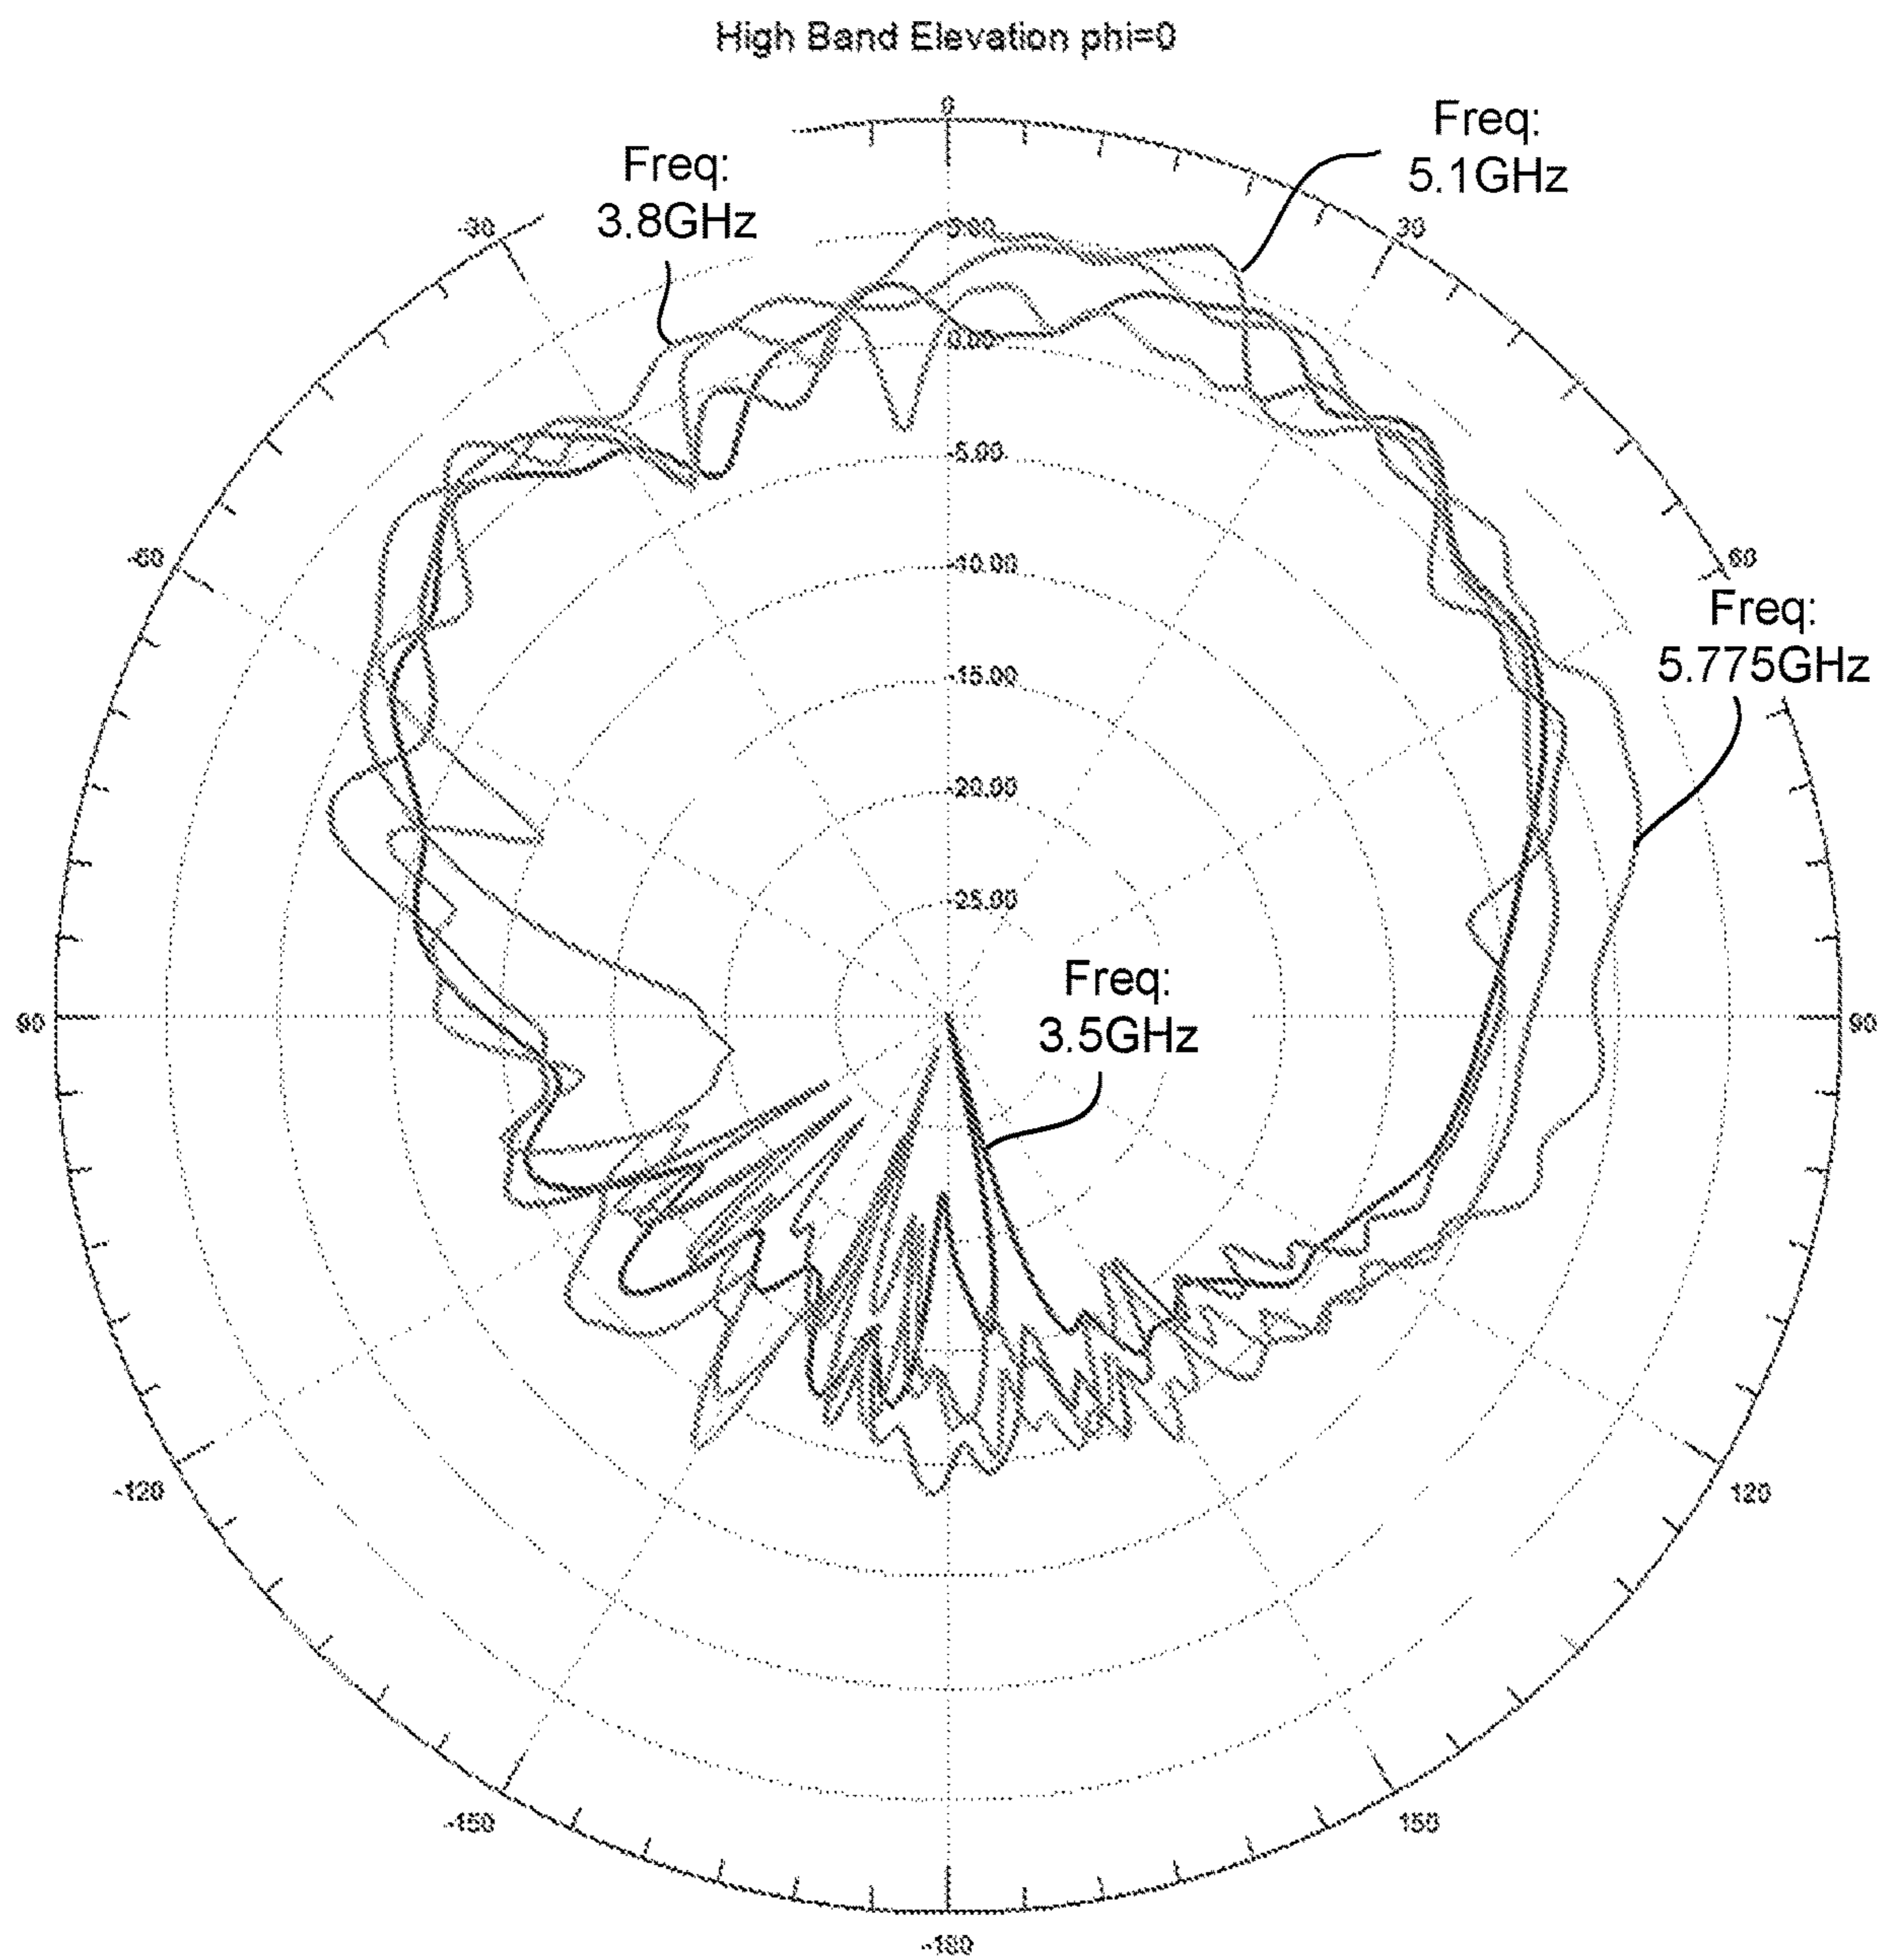 High Band Elevation phi=0
0
Freq:
5.1GHz
Freq:
3.8GHz
-30
5.00
30
0.00
-5.00
-60
-10.00
60
Freq:
5.775GHz
-15.00
-20.00
-25.00
Freq:
3.5GHz
90
90
-120
120
-150
150
-180